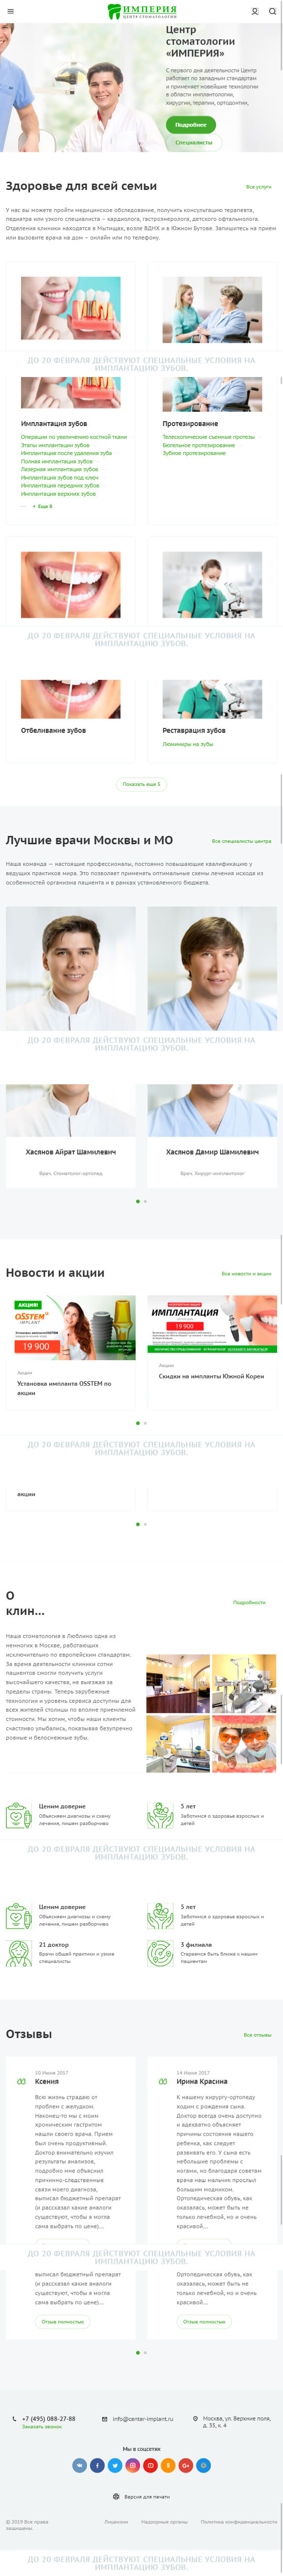 ИМПЕРИЯ
ЦЕНТР СТОМАТОЛОГИИ
Центр
стоматологии
«ИМПЕРИЯ»
С первого дня деятельности Центр
работает по западным стандартам
и применяет новейшие технологии
в области имплантологии,
хирургии, терапии, ортодонтии,
Подробнее
Специалисты
Здоровье для всей семьи
Все услуги
У нас вы можете пройти медицинское обследование, получить консультацию терапевта,
педиатра или узкого специалиста – кардиолога, гастроэнтеролога, детского офтальмолога.
Отделения клиники находятся в Мытищах, возле ВДНХ и в Южном Бутове. Запишитесь на прием
или вызовите врача на дом – онлайн или по телефону.
ДО 20 ФЕВРАЛЯ ДЕЙСТВУЮТ СПЕЦИАЛЬНЫЕ УСЛОВИЯ НА
ИМПЛАНТАЦИЮ ЗУБОВ.
Имплантация зубов
Операции по увеличению костной ткани
Этапы имплантации зубов
Имплантация после удаления зуба
Полная имплантация зубов
Лазерная имплантация зубов
Имплантация зубов под ключ
Имплантация передних зубов
Имплантация верхних зубов
+ Еще 8
Протезирование
Телескопические съемные протезы
Бюгельное протезирование
Зубное протезирование
ДО 20 ФЕВРАЛЯ ДЕЙСТВУЮТ СПЕЦИАЛЬНЫЕ УСЛОВИЯ НА
ИМПЛАНТАЦИЮ ЗУБОВ.
Отбеливание зубов
Реставрация зубов
Люминиры на зубы
Показать еще 5
Лучшие врачи Москвы и МО
Все специалисты центра
Наша команда — настоящие профессионалы, постоянно повышающие квалификацию у
ведущих практиков мира. Это позволяет применять оптимальные схемы лечения исходя из
особенностей организма пациента и в рамках установленного бюджета.
ДО 20 ФЕВРАЛЯ ДЕЙСТВУЮТ СПЕЦИАЛЬНЫЕ УСЛОВИЯ НА
ИМПЛАНТАЦИЮ ЗУБОВ.
Хасянов Айрат Шамилевич
Врач. Стоматолог-ортопед
Хасянов Дамир Шамилевич
Врач. Хирург-имплантолог
Новости и акции
Все новости и акции
АКЦИЯ!
OSSTEM
IMPLANT
19 900
ИМПЛАНТАЦИЯ
19 900
Акции
Установка импланта OSSTEM по
акции
Акции
Скидки на импланты Южной Кореи
ДО 20 ФЕВРАЛЯ ДЕЙСТВУЮТ СПЕЦИАЛЬНЫЕ УСЛОВИЯ НА
ИМПЛАНТАЦИЮ ЗУБОВ.
акции
О
клин...
Подробности
Наша стоматология в Люблино одна из
немногих в Москве, работающих
исключительно по европейским стандартам.
За время деятельности клиники сотни
пациентов смогли получить услуги
высочайшего качества, не выезжая за
пределы страны. Теперь зарубежные
технологии и уровень сервиса доступны для
всех жителей столицы по вполне приемлемой
стоимости. Мы хотим, чтобы наши клиенты
счастливо улыбались, показывая безупречно
ровные и белоснежные зубы.
Ценим доверие
Объясняем диагнозы и схему
лечения, пишем разборчиво
5 лет
Заботимся о здоровье взрослых и
детей
ДО 20 ФЕВРАЛЯ ДЕЙСТВУЮТ СПЕЦИАЛЬНЫЕ УСЛОВИЯ НА
ИМПЛАНТАЦИЮ ЗУБОВ.
Ценим доверие
Объясняем диагнозы и схему
лечения, пишем разборчиво
5 лет
Заботимся о здоровье взрослых и
детей
21 доктор
Врачи общей практики и узкие
специалисты
3 филиала
Стараемся быть ближе к нашим
пациентам
Отзывы
Все отзывы
10 Июня 2017
Ксения
Всю жизнь страдаю от
проблем с желудком.
Наконец-то мы с моим
хроническим гастритом
нашли своего врача. Прием
был очень продуктивный.
Доктор внимательно изучил
результаты анализов,
подробно мне объяснил
причинно-следственные
связи моего диагноза,
выписал бюджетный препарат
(и рассказал какие аналоги
существуют, чтобы я могла
сама выбрать по цене)...
14 Июня 2017
Ирина Красина
К нашему хирургу-ортопеду
ходим с рождения сына.
Доктор всегда очень доступно
и адекватно объясняет
причины состояния нашего
ребенка, как следует
развивать его. У сына есть
небольшие проблемы с
ногами, но благодаря советам
врача наш мальчик прослыл
большим модником.
Ортопедическая обувь, как
оказалась, может быть не
только лечебной, но и очень
красивой...
ДО 20 ФЕВРАЛЯ ДЕЙСТВУЮТ СПЕЦИАЛЬНЫЕ УСЛОВИЯ НА
ИМПЛАНТАЦИЮ ЗУБОВ.
выписал бюджетный препарат
(и рассказал какие аналоги
существуют, чтобы я могла
сама выбрать по цене)...
Отзыв полностью
Ортопедическая обувь, как
оказалась, может быть не
только лечебной, но и очень
красивой...
Отзыв полностью
+7 (495) 088-27-88
Заказать звонок
info@center-implant.ru
Москва, ул. Верхние поля,
д. 35, к. 4
Мы в соцсетях
Версия для печати
© 2019 Все права
защищены.
Лицензии
Надзорные органы
Политика конфиденциальности
ДО 20 ФЕВРАЛЯ ДЕЙСТВУЮТ СПЕЦИАЛЬНЫЕ УСЛОВИЯ НА
ИМПЛАНТАЦИЮ ЗУБОВ.